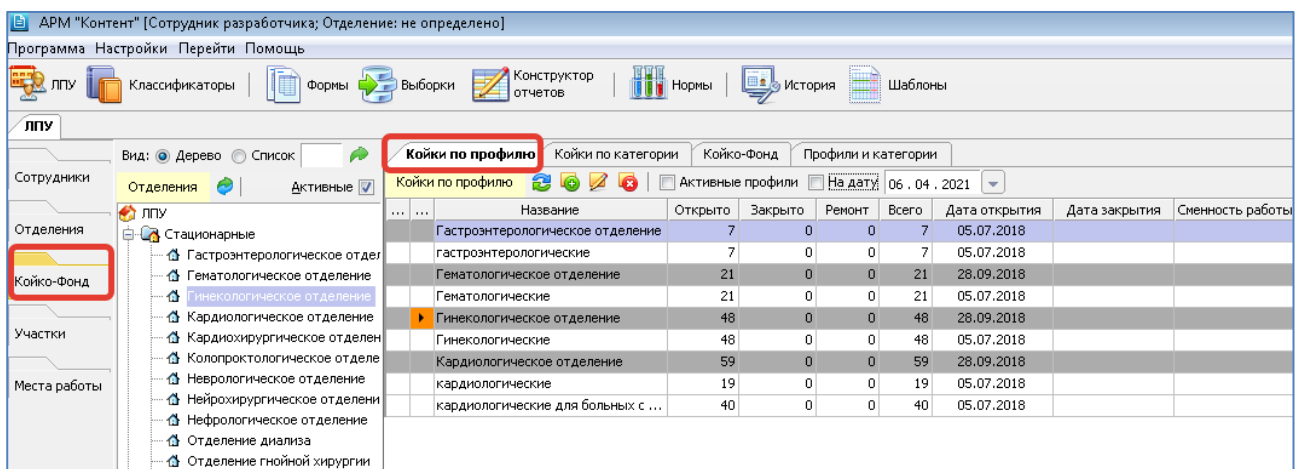 АРМ "Контент" [Сотрудник разработчика; Отделение: не определено]
Программа Настройки Перейти Помощь
ЛПУ Классификаторы Формы Выборки Конструктор отчетов Нормы История Шаблоны
ЛПУ
Сотрудники
Отделения
Койко-Фонд
Участки
Места работы
Вид: Дерево Список
Отделения Активные
ЛПУ
Стационарные
Гастроэнтерологическое отдел
Гематологическое отделение
Гинекологическое отделение
Кардиологическое отделение
Кардиохирургическое отделен
Колопроктологическое отделе
Неврологическое отделение
Нейрохирургическое отделени
Нефрологическое отделение
Отделение диализа
Отделение гнойной хирургии
Койки по профилю Койки по категории Койко-Фонд Профили и категории
Койки по профилю Активные профили На дату 06 . 04 . 2021
... ... Название Открыто Закрыто Ремонт Всего Дата открытия Дата закрытия Сменность работы
Гастроэнтерологическое отделение 7 0 0 7 05.07.2018
гастроэнтерологические 7 0 0 7 05.07.2018
Гематологическое отделение 21 0 0 21 28.09.2018
Гематологические 21 0 0 21 05.07.2018
Гинекологическое отделение 48 0 0 48 28.09.2018
Гинекологические 48 0 0 48 05.07.2018
Кардиологическое отделение 59 0 0 59 28.09.2018
кардиологические 19 0 0 19 05.07.2018
кардиологические для больных с ... 40 0 0 40 05.07.2018